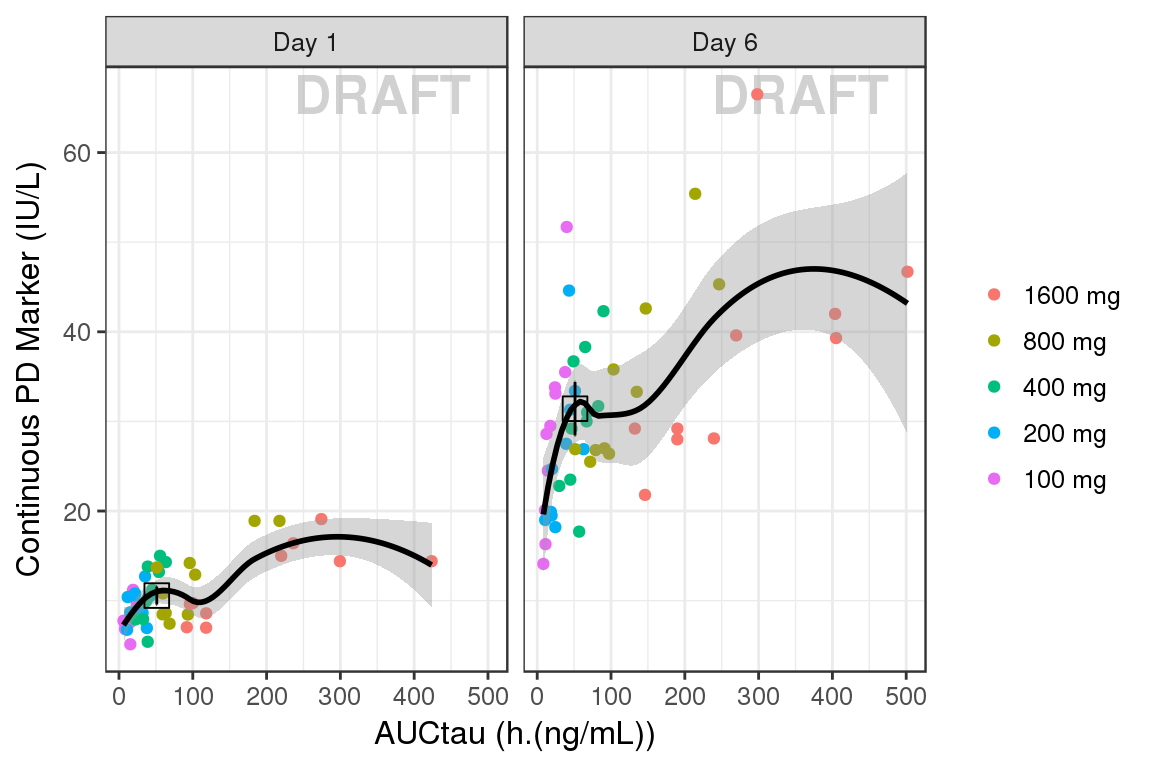 Day 1
Day 6
DRAFT
DRAFT
Continuous PD Marker (IU/L)
60
40
20
0 100 200 300 400 500
0 100 200 300 400 500
AUCtau (h.(ng/mL))
1600 mg
800 mg
400 mg
200 mg
100 mg